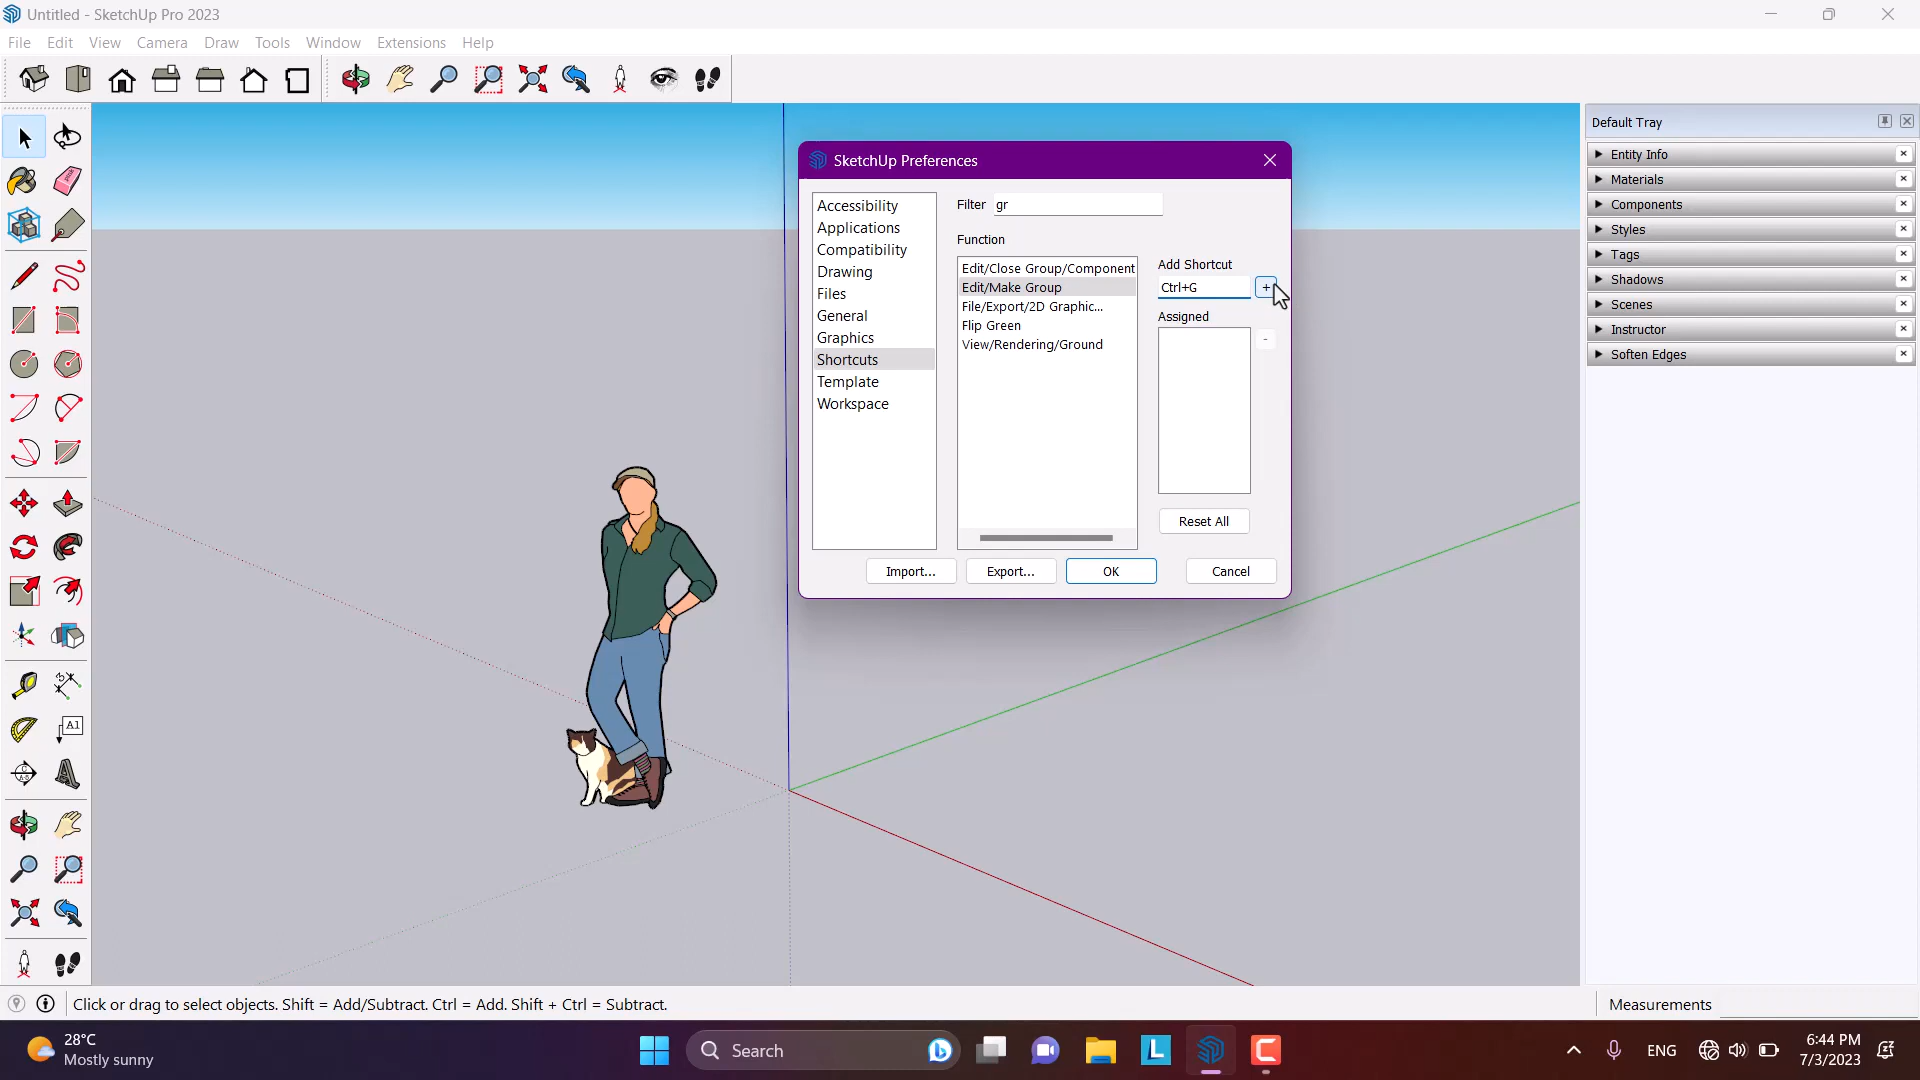 Untitled - SketchUp Pro 2023
File Edit View Camera Draw Tools Window Extensions Help
Default Tray
Entity Info
Materials
Components
Styles
Tags
Shadows
Scenes
Instructor
Soften Edges
SketchUp Preferences
Accessibility
Applications
Compatibility
Drawing
Files
General
Graphics
Shortcuts
Template
Workspace
Filter gr
Function
Edit/Close Group/Component
Edit/Make Group
File/Export/2D Graphic...
Flip Green
View/Rendering/Ground
Add Shortcut
Ctrl+G +
Assigned
-
Reset All
Import... Export... OK Cancel
A1
Click or drag to select objects. Shift = Add/Subtract. Ctrl = Add. Shift + Ctrl = Subtract.
Measurements
28°C
Mostly sunny
Search
L
C
ENG
6:44 PM
7/3/2023